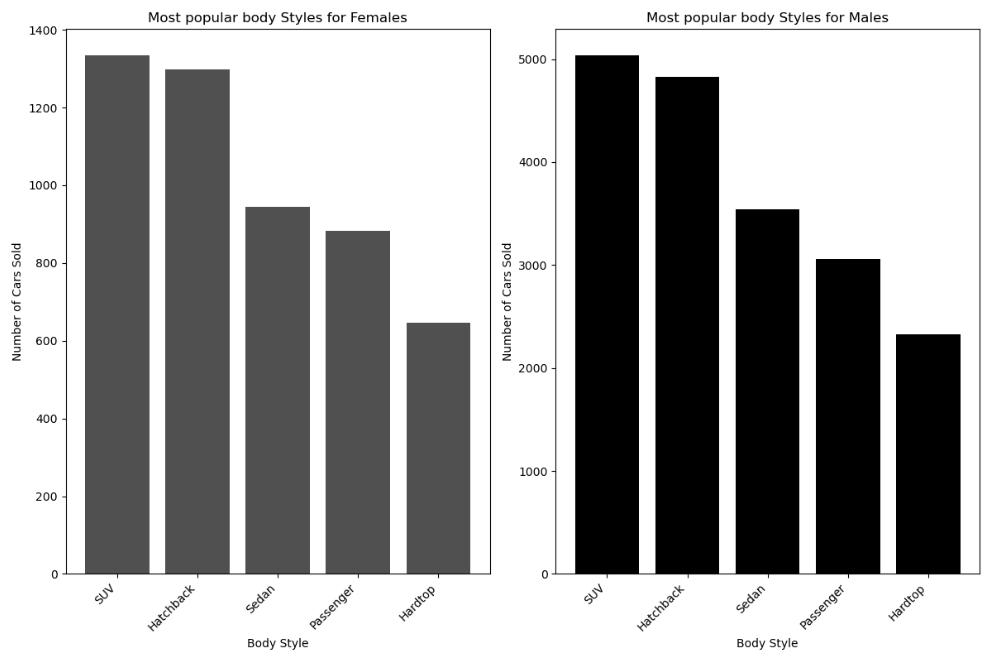 Most popular body Styles for Females
1400
1200
1000
800
600
400
200
0
Number of Cars Sold
SUV
Hatchback
Sedan
Passenger
Hardtop
Body Style
Most popular body Styles for Males
5000
4000
3000
2000
1000
0
Number of Cars Sold
SUV
Hatchback
Sedan
Passenger
Hardtop
Body Style